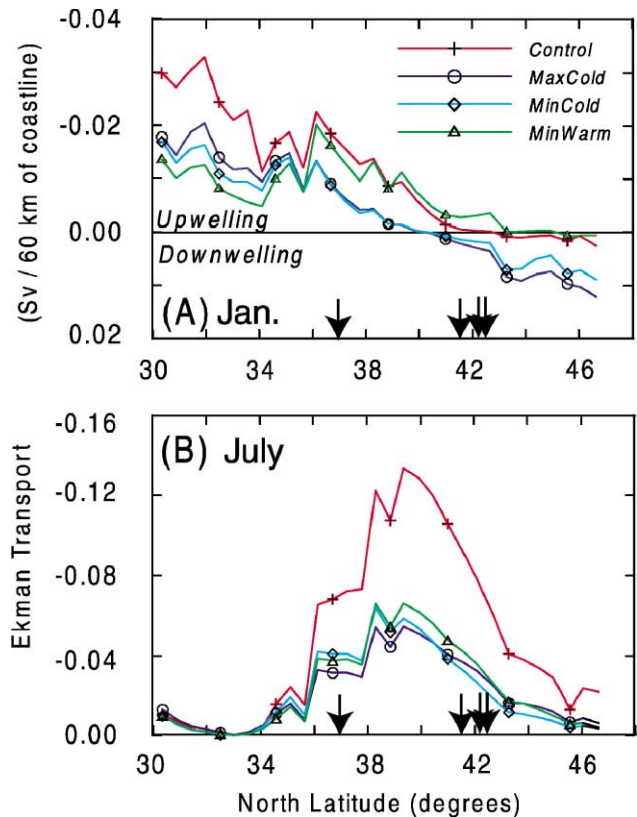 -0.04
-0.02
0.00
0.02
(Sv / 60 km of coastline)
Control
MaxCold
MinCold
MinWarm
Upwelling
Downwelling
(A) Jan.
30 34 38 42 46
-0.16
-0.12
-0.08
-0.04
0.00
Ekman Transport
(B) July
30 34 38 42 46
North Latitude (degrees)